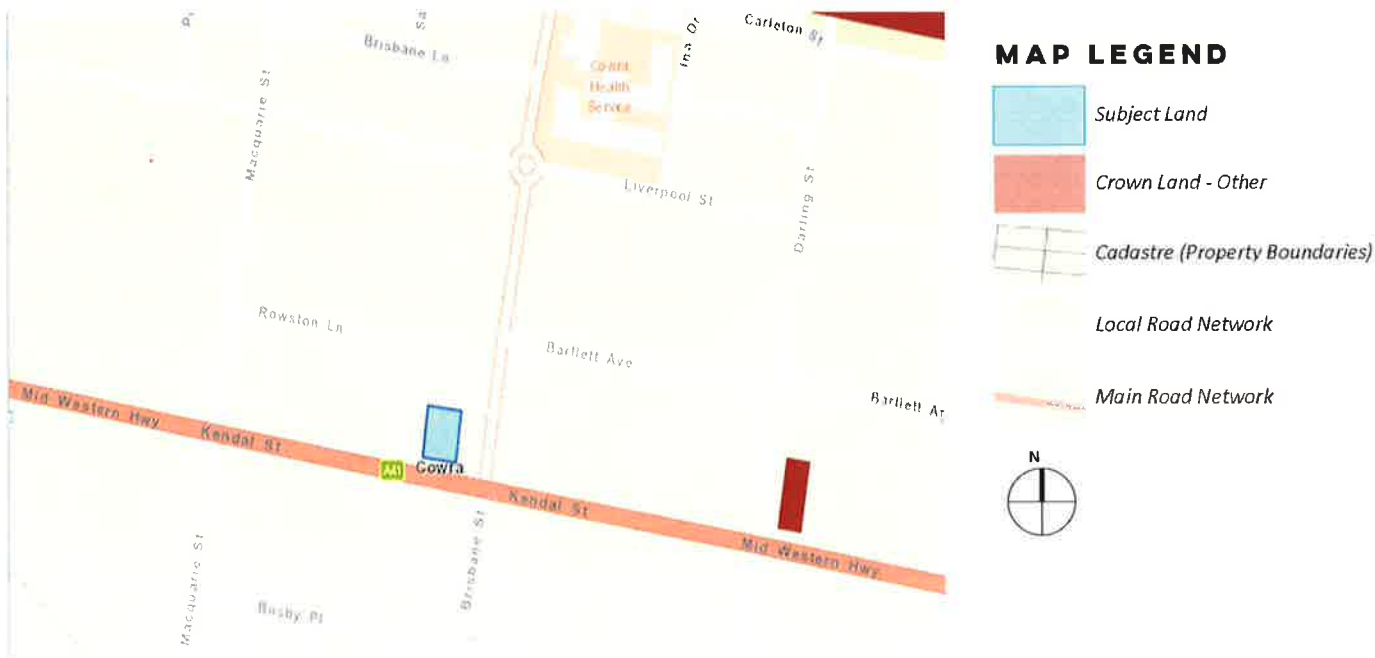 Brisbane Ln
Macquarie St
Health
Service
Ina Dr
Carleton St
Liverpool St
Darling St
Rowston Ln
Bartlett Ave
Bartlett Av
Mid Western Hwy
Kendal St
A41
Cowra
Kendal St
Mid Western Hwy
Macquarie St
Busby Pl
Brisbane St
MAP LEGEND
Subject Land
Crown Land - Other
Cadastre (Property Boundaries)
Local Road Network
Main Road Network
N